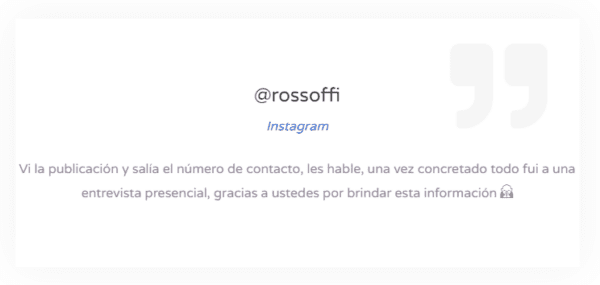 @rossoffi
Instagram
Vi la publicación y salía el número de contacto, les hable, una vez concretado todo fui a una
entrevista presencial, gracias a ustedes por brindar esta información 🙌